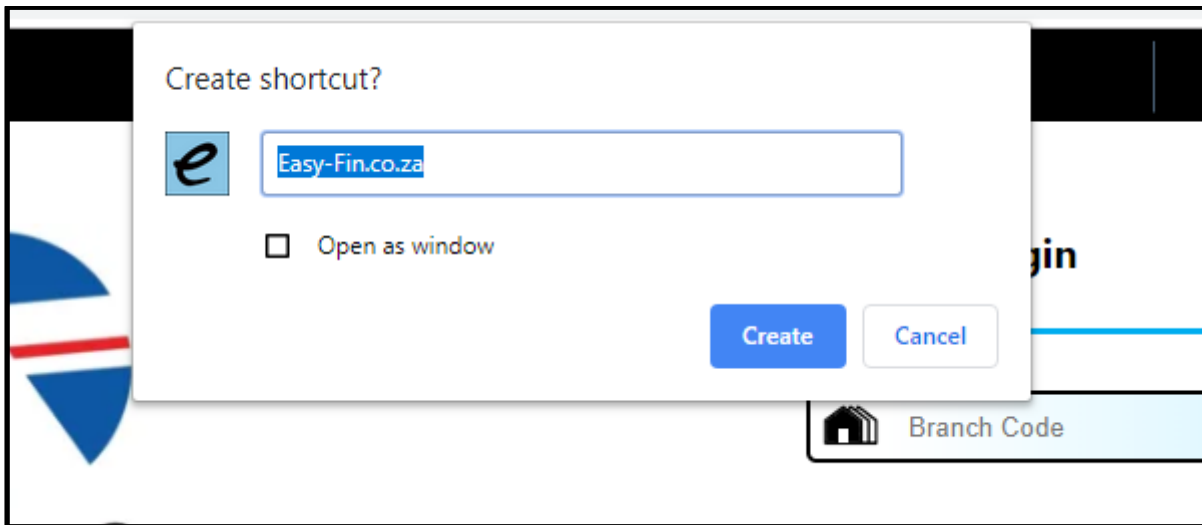 Create shortcut?
e
Easy-Fin.co.za
Open as window
gin
Create Cancel
Branch Code